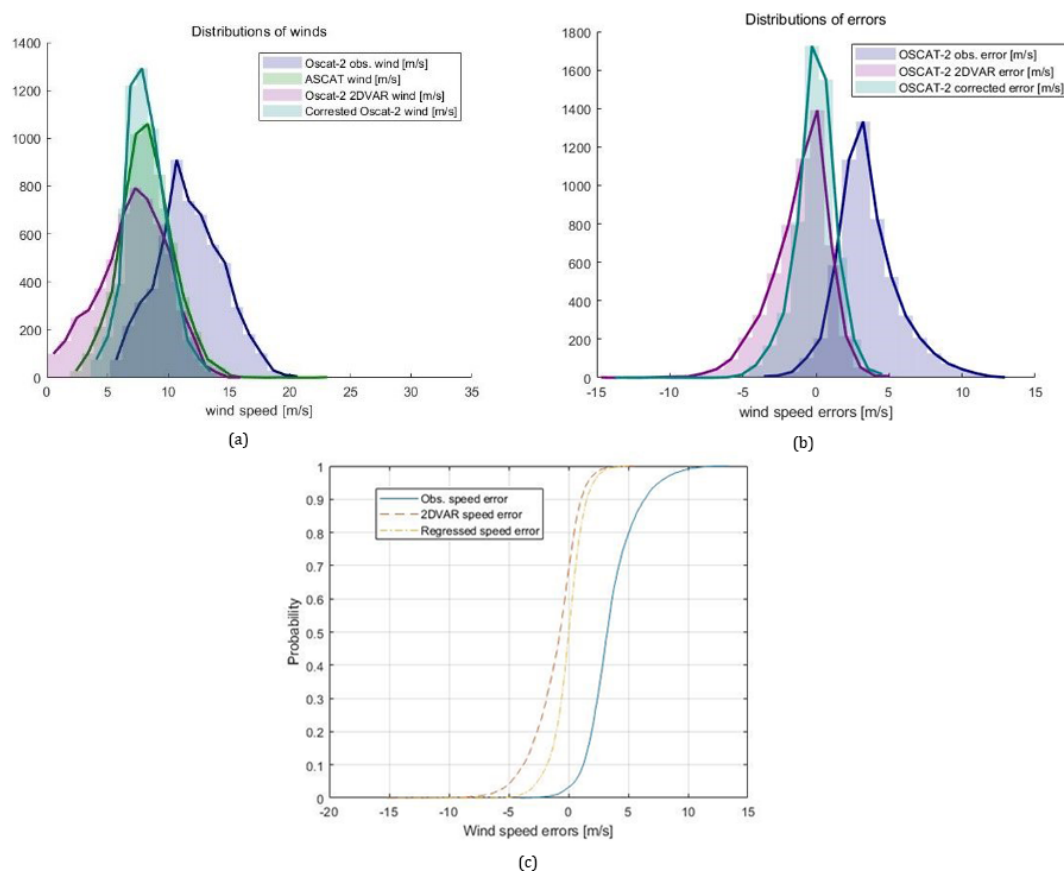 Distributions of winds
1400
1200
1000
800
600
400
200
0
Oscat-2 obs. wind [m/s]
ASCAT wind [m/s]
Oscat-2 2DVAR wind [m/s]
Corrested Oscat-2 wind [m/s]
0 5 10 15 20 25 30 35
wind speed [m/s]
(a)
Distributions of errors
1800
1600
1400
1200
1000
800
600
400
200
0
OSCAT-2 obs. error [m/s]
OSCAT-2 2DVAR error [m/s]
OSCAT-2 corrected error [m/s]
-15 -10 -5 0 5 10 15
wind speed errors [m/s]
(b)
Probability
1
0.9
0.8
0.7
0.6
0.5
0.4
0.3
0.2
0.1
0
Obs. speed error
2DVAR speed error
Regressed speed error
-20 -15 -10 -5 0 5 10 15
Wind speed errors [m/s]
(c)